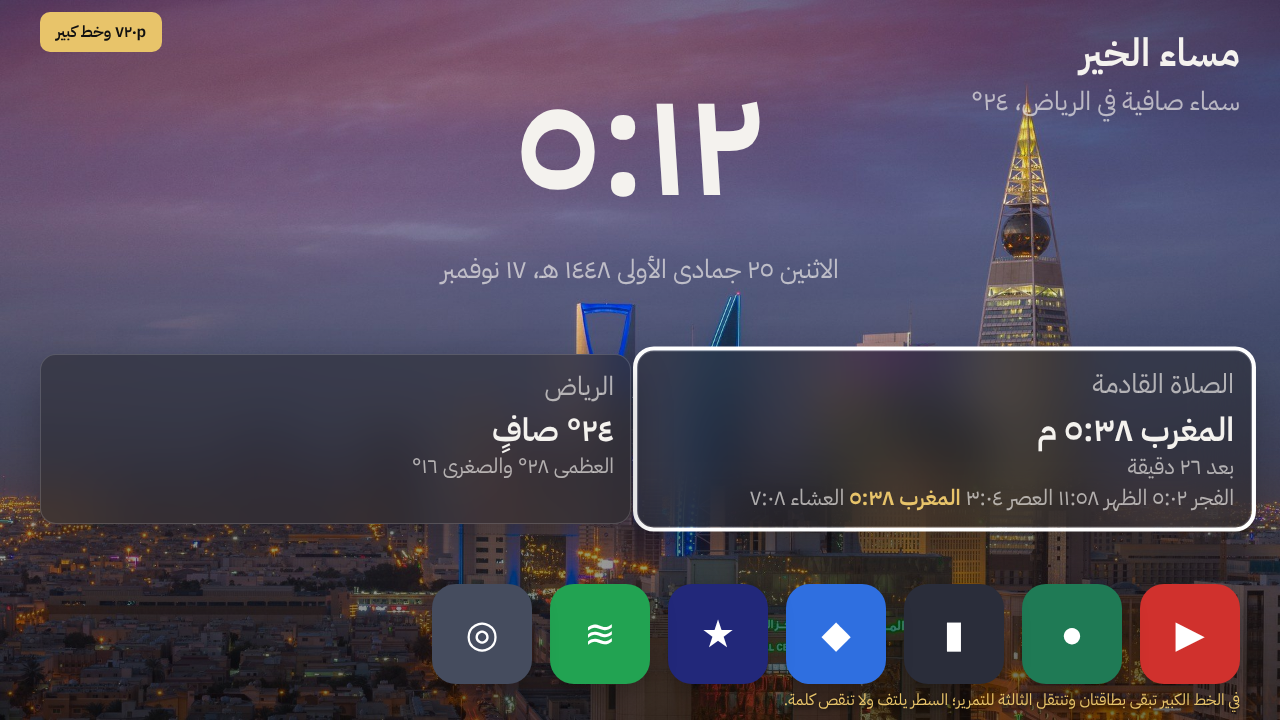 ٧٢٠p وخط كبير
مساء الخير
سماء صافية في الرياض، ٢٤°
٥:١٢
الاثنين ٢٥ جمادى الأولى ١٤٤٨ هـ، ١٧ نوفمبر
الصلاة القادمة
المغرب ٥:٣٨ م
بعد ٢٦ دقيقة
الفجر ٥:٠٢ الظهر ١١:٥٨ العصر ٣:٠٤ المغرب ٥:٣٨ العشاء ٧:٠٨
الرياض
٢٤° صافٍ
العظمى ٢٨° والصغرى ١٦°
في الخط الكبير تبقى بطاقتان وتنتقل الثالثة للتمرير؛ السطر يلتف ولا تنقص كلمة.